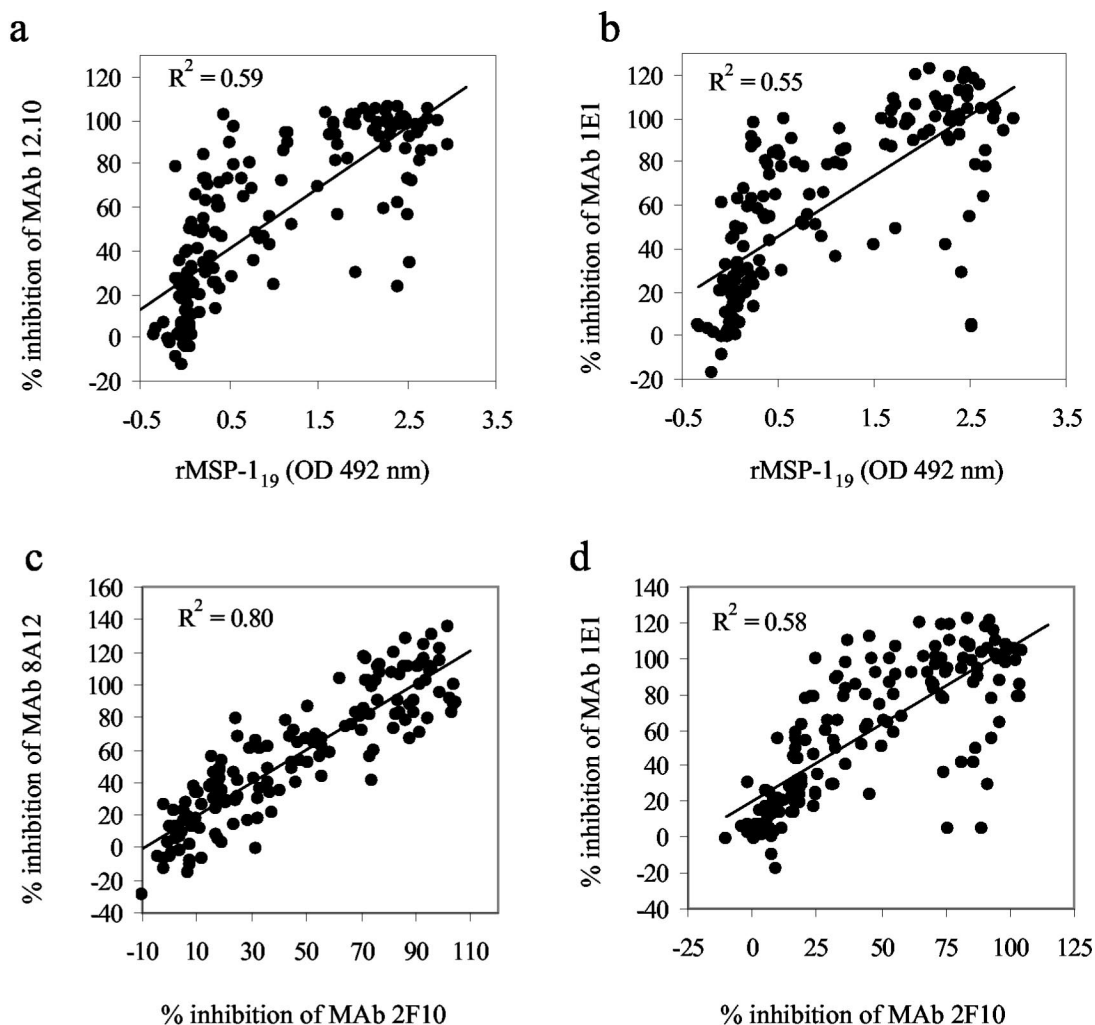 a
R² = 0.59
% inhibition of MAb 12.10
120
100
80
60
40
20
0
-20
-0.5 0.5 1.5 2.5 3.5
rMSP-1₁₉ (OD 492 nm)
b
R² = 0.55
% inhibition of MAb 1E1
120
100
80
60
40
20
0
-20
-0.5 0.5 1.5 2.5 3.5
rMSP-1₁₉ (OD 492 nm)
c
R² = 0.80
% inhibition of MAb 8A12
160
140
120
100
80
60
40
20
0
-20
-40
-10 10 30 50 70 90 110
% inhibition of MAb 2F10
d
R² = 0.58
% inhibition of MAb 1E1
140
120
100
80
60
40
20
0
-20
-40
-25 0 25 50 75 100 125
% inhibition of MAb 2F10